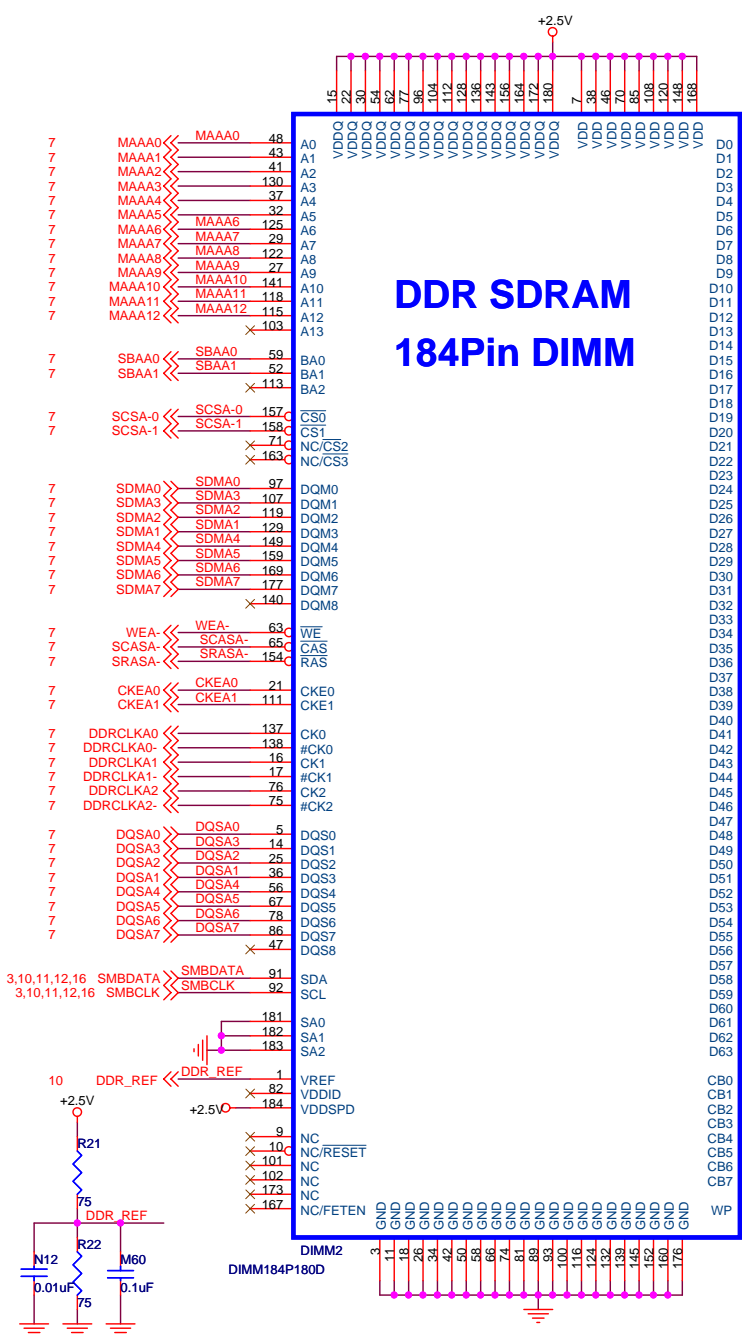 +2.5V
15 22 30 54 62 77 96 104 112 128 136 143 156 164 172 180 7 38 46 70 85 108 120 148 168
VDDQ VDDQ VDDQ VDDQ VDDQ VDDQ VDDQ VDDQ VDDQ VDDQ VDDQ VDDQ VDDQ VDDQ VDDQ VDDQ VDD VDD VDD VDD VDD VDD VDD VDD VDD
DDR SDRAM
184Pin DIMM
7 MAAA0 MAAA0 48 A0
7 MAAA1 43 A1
7 MAAA2 41 A2
7 MAAA3 130 A3
7 MAAA4 37 A4
7 MAAA5 32 A5
7 MAAA6 MAAA6 125 A6
7 MAAA7 MAAA7 29 A7
7 MAAA8 MAAA8 122 A8
7 MAAA9 MAAA9 27 A9
7 MAAA10 MAAA10 141 A10
7 MAAA11 MAAA11 118 A11
7 MAAA12 MAAA12 115 A12
103 A13
7 SBAA0 SBAA0 59 BA0
7 SBAA1 SBAA1 52 BA1
113 BA2
7 SCSA-0 SCSA-0 157 CS0
7 SCSA-1 SCSA-1 158 CS1
71 NC/CS2
163 NC/CS3
7 SDMA0 SDMA0 97 DQM0
7 SDMA3 SDMA3 107 DQM1
7 SDMA2 SDMA2 119 DQM2
7 SDMA1 SDMA1 129 DQM3
7 SDMA4 SDMA4 149 DQM4
7 SDMA5 SDMA5 159 DQM5
7 SDMA6 SDMA6 169 DQM6
7 SDMA7 SDMA7 177 DQM7
140 DQM8
7 WEA- WEA- 63 WE
7 SCASA- SCASA- 65 CAS
7 SRASA- SRASA- 154 RAS
7 CKEA0 CKEA0 21 CKE0
7 CKEA1 CKEA1 111 CKE1
7 DDRCLKA0 137 CK0
7 DDRCLKA0- 138 #CK0
7 DDRCLKA1 16 CK1
7 DDRCLKA1- 17 #CK1
7 DDRCLKA2 76 CK2
7 DDRCLKA2- 75 #CK2
7 DQSA0 DQSA0 5 DQS0
7 DQSA3 DQSA3 14 DQS1
7 DQSA2 DQSA2 25 DQS2
7 DQSA1 DQSA1 36 DQS3
7 DQSA4 DQSA4 56 DQS4
7 DQSA5 DQSA5 67 DQS5
7 DQSA6 DQSA6 78 DQS6
7 DQSA7 DQSA7 86 DQS7
47 DQS8
3,10,11,12,16 SMBDATA SMBDATA 91 SDA
3,10,11,12,16 SMBCLK SMBCLK 92 SCL
181 SA0
182 SA1
183 SA2
10 DDR_REF DDR_REF 1 VREF
82 VDDID
+2.5V 184 VDDSPD
9 NC
10 NC/RESET
101 NC
102 NC
173 NC
167 NC/FETEN
D0
D1
D2
D3
D4
D5
D6
D7
D8
D9
D10
D11
D12
D13
D14
D15
D16
D17
D18
D19
D20
D21
D22
D23
D24
D25
D26
D27
D28
D29
D30
D31
D32
D33
D34
D35
D36
D37
D38
D39
D40
D41
D42
D43
D44
D45
D46
D47
D48
D49
D50
D51
D52
D53
D54
D55
D56
D57
D58
D59
D60
D61
D62
D63
CB0
CB1
CB2
CB3
CB4
CB5
CB6
CB7
WP
GND GND GND GND GND GND GND GND GND GND GND GND GND GND GND GND GND GND GND GND GND GND
3 11 18 26 34 42 50 58 66 74 81 89 93 100 116 124 132 139 145 152 160 176
DIMM2
DIMM184P180D
+2.5V
R21
75
DDR_REF
N12
0.01uF
R22
75
M60
0.1uF